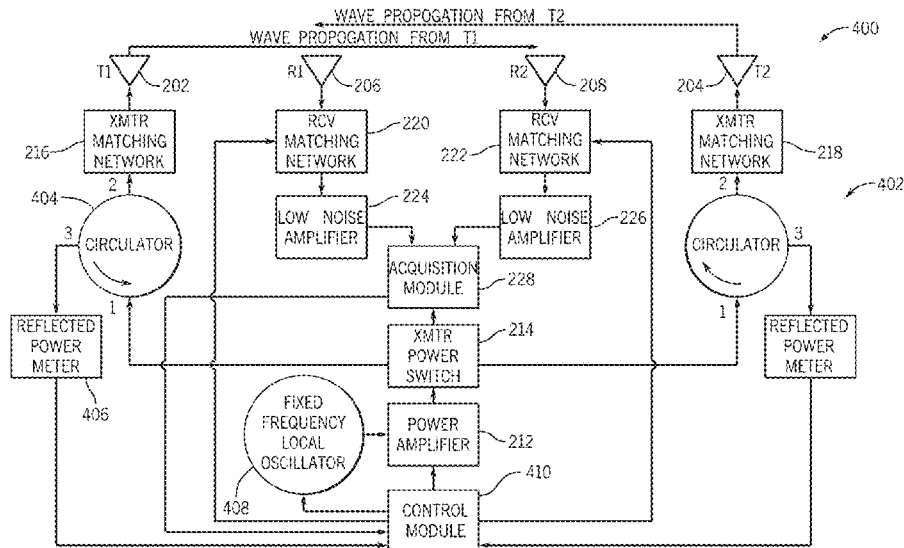 WAVE PROPOGATION FROM T2
WAVE PROPOGATION FROM T1
400
T1
202
R1
206
R2
208
204
T2
XMTR
MATCHING
NETWORK
216
RCV
MATCHING
NETWORK
220
RCV
MATCHING
NETWORK
222
XMTR
MATCHING
NETWORK
218
402
404
2
CIRCULATOR
3
1
LOW NOISE
AMPLIFIER
224
LOW NOISE
AMPLIFIER
226
2
CIRCULATOR
3
1
ACQUISITION
MODULE
228
REFLECTED
POWER
METER
406
XMTR
POWER
SWITCH
214
REFLECTED
POWER
METER
FIXED
FREQUENCY
LOCAL
OSCILLATOR
408
POWER
AMPLIFIER
212
CONTROL
MODULE
410